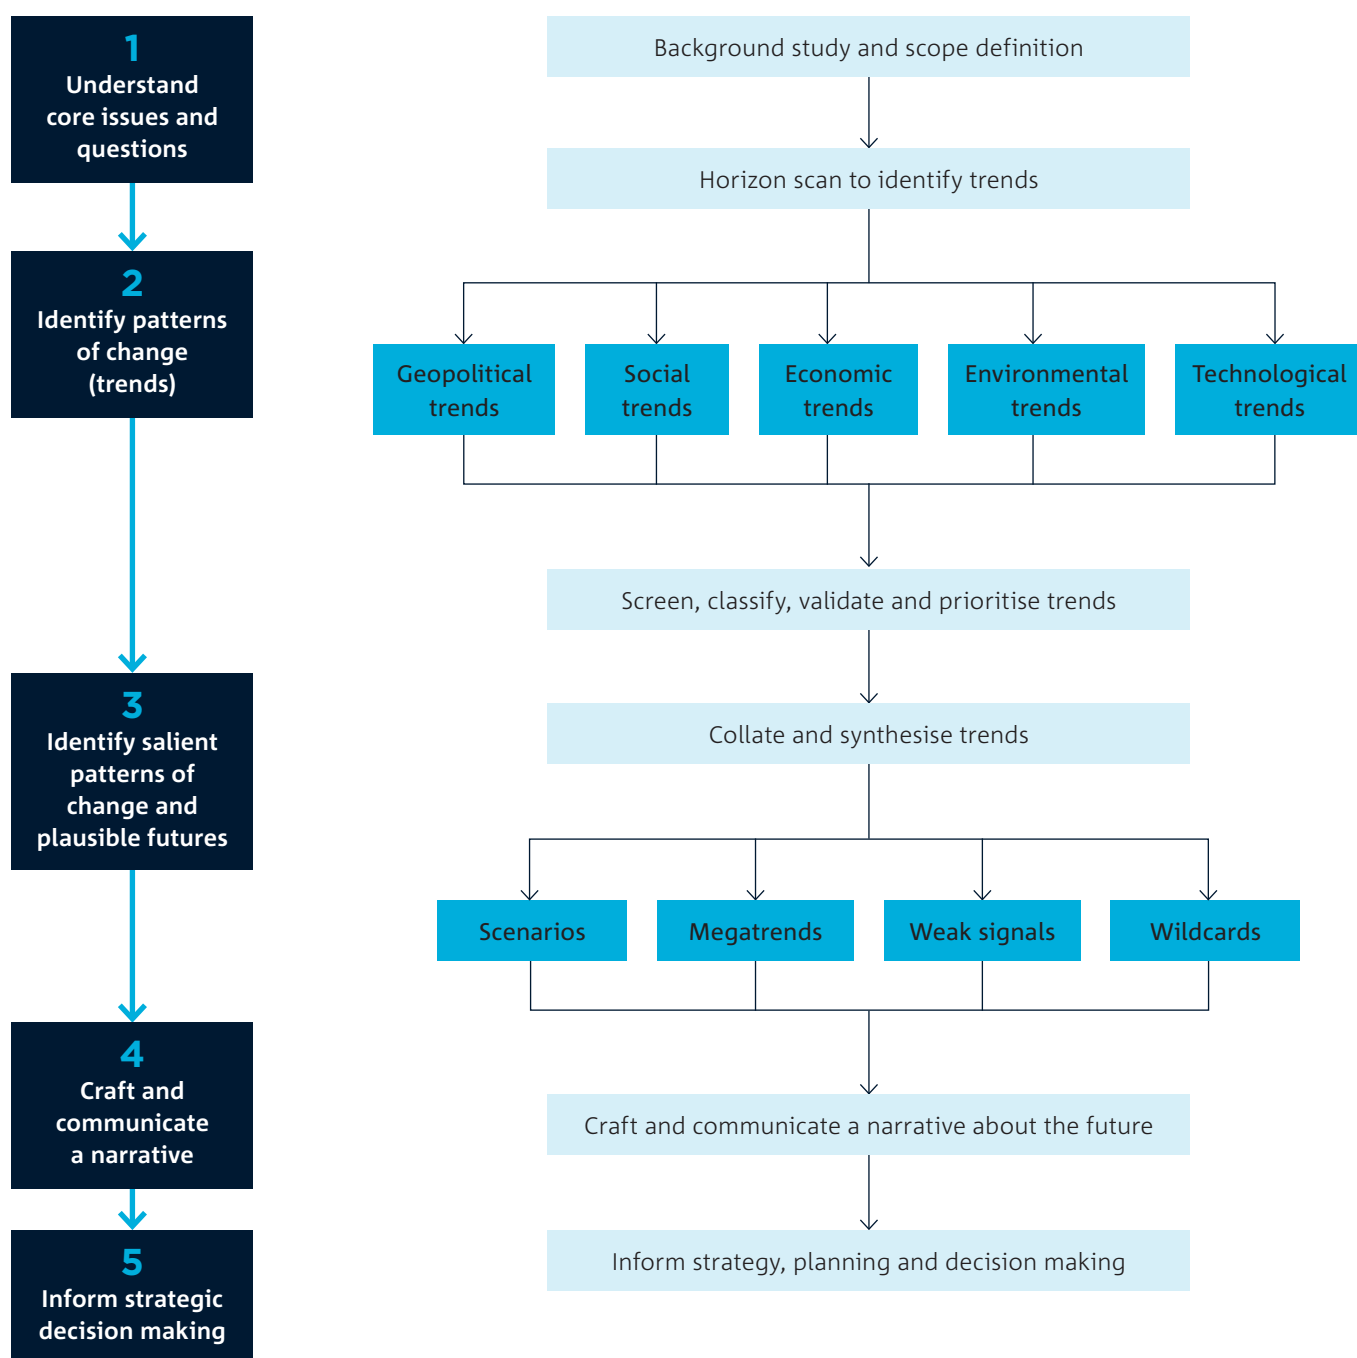 1
Understand
core issues and
questions
2
Identify patterns
of change
(trends)
3
Identify salient
patterns of
change and
plausible futures
4
Craft and
communicate
a narrative
5
Inform strategic
decision making
Background study and scope definition
Horizon scan to identify trends
Geopolitical
trends
Social
trends
Economic
trends
Environmental
trends
Technological
trends
Screen, classify, validate and prioritise trends
Collate and synthesise trends
Scenarios
Megatrends
Weak signals
Wildcards
Craft and communicate a narrative about the future
Inform strategy, planning and decision making